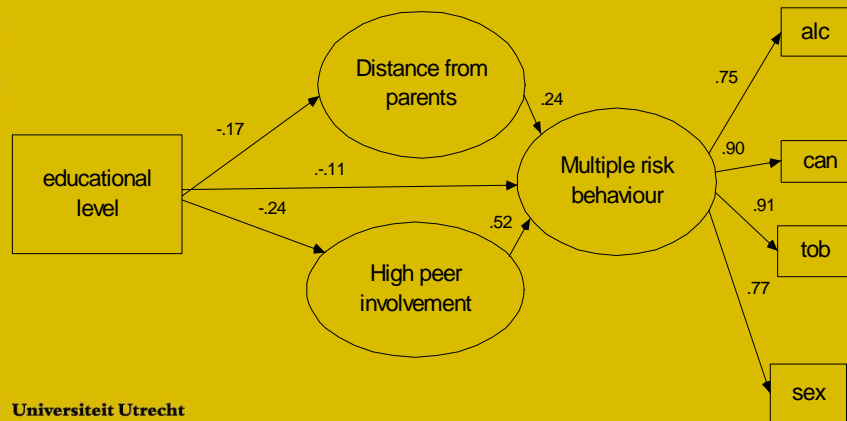 alc
Distance from
parents
.75
.24
-.17
.90
can
educational
level
.-.11
Multiple risk
behaviour
.91
-.24
.52
tob
High peer
involvement
.77
sex
Universiteit Utrecht